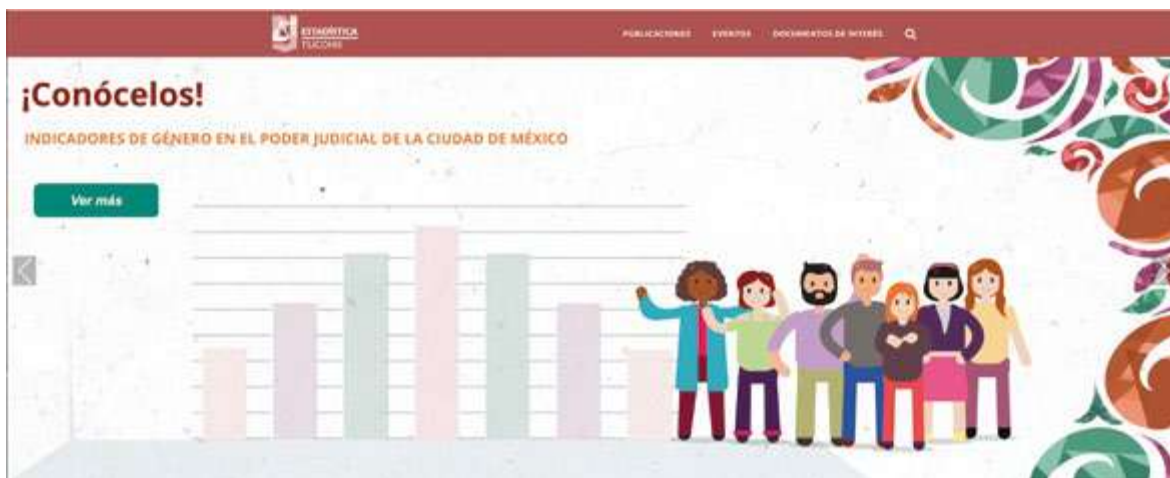 ESTADÍSTICA
TSJCDMX
PUBLICACIONES EVENTOS DOCUMENTOS DE INTERÉS
¡Conócelos!
INDICADORES DE GÉNERO EN EL PODER JUDICIAL DE LA CIUDAD DE MÉXICO
Ver más